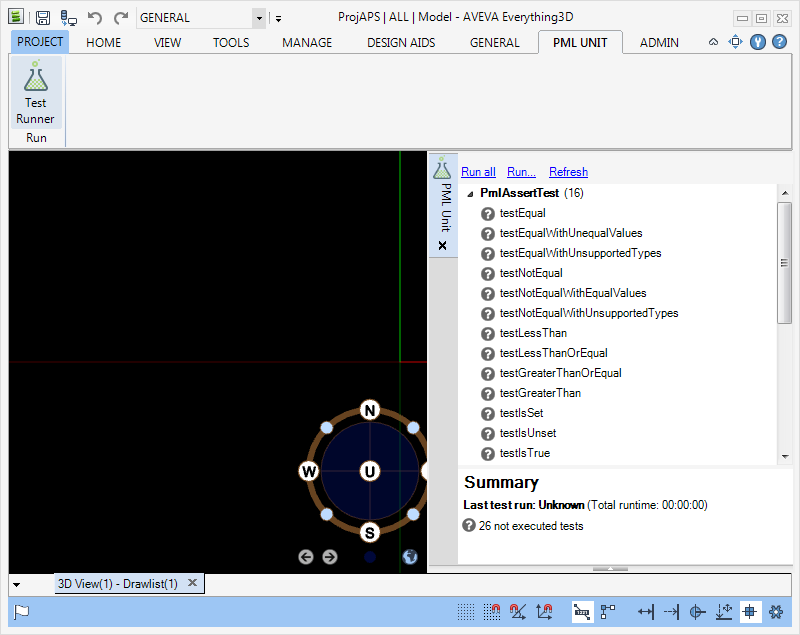 GENERAL
ProjAPS | ALL | Model - AVEVA Everything3D
PROJECT HOME VIEW TOOLS MANAGE DESIGN AIDS GENERAL PML UNIT ADMIN
Test
Runner
Run
PML Unit
Run all Run... Refresh
PmlAssertTest (16)
testEqual
testEqualWithUnequalValues
testEqualWithUnsupportedTypes
testNotEqual
testNotEqualWithEqualValues
testNotEqualWithUnsupportedTypes
testLessThan
testLessThanOrEqual
testGreaterThanOrEqual
testGreaterThan
testIsSet
testIsUnset
testIsTrue
N
W U
S
Summary
Last test run: Unknown (Total runtime: 00:00:00)
26 not executed tests
3D View(1) - Drawlist(1)